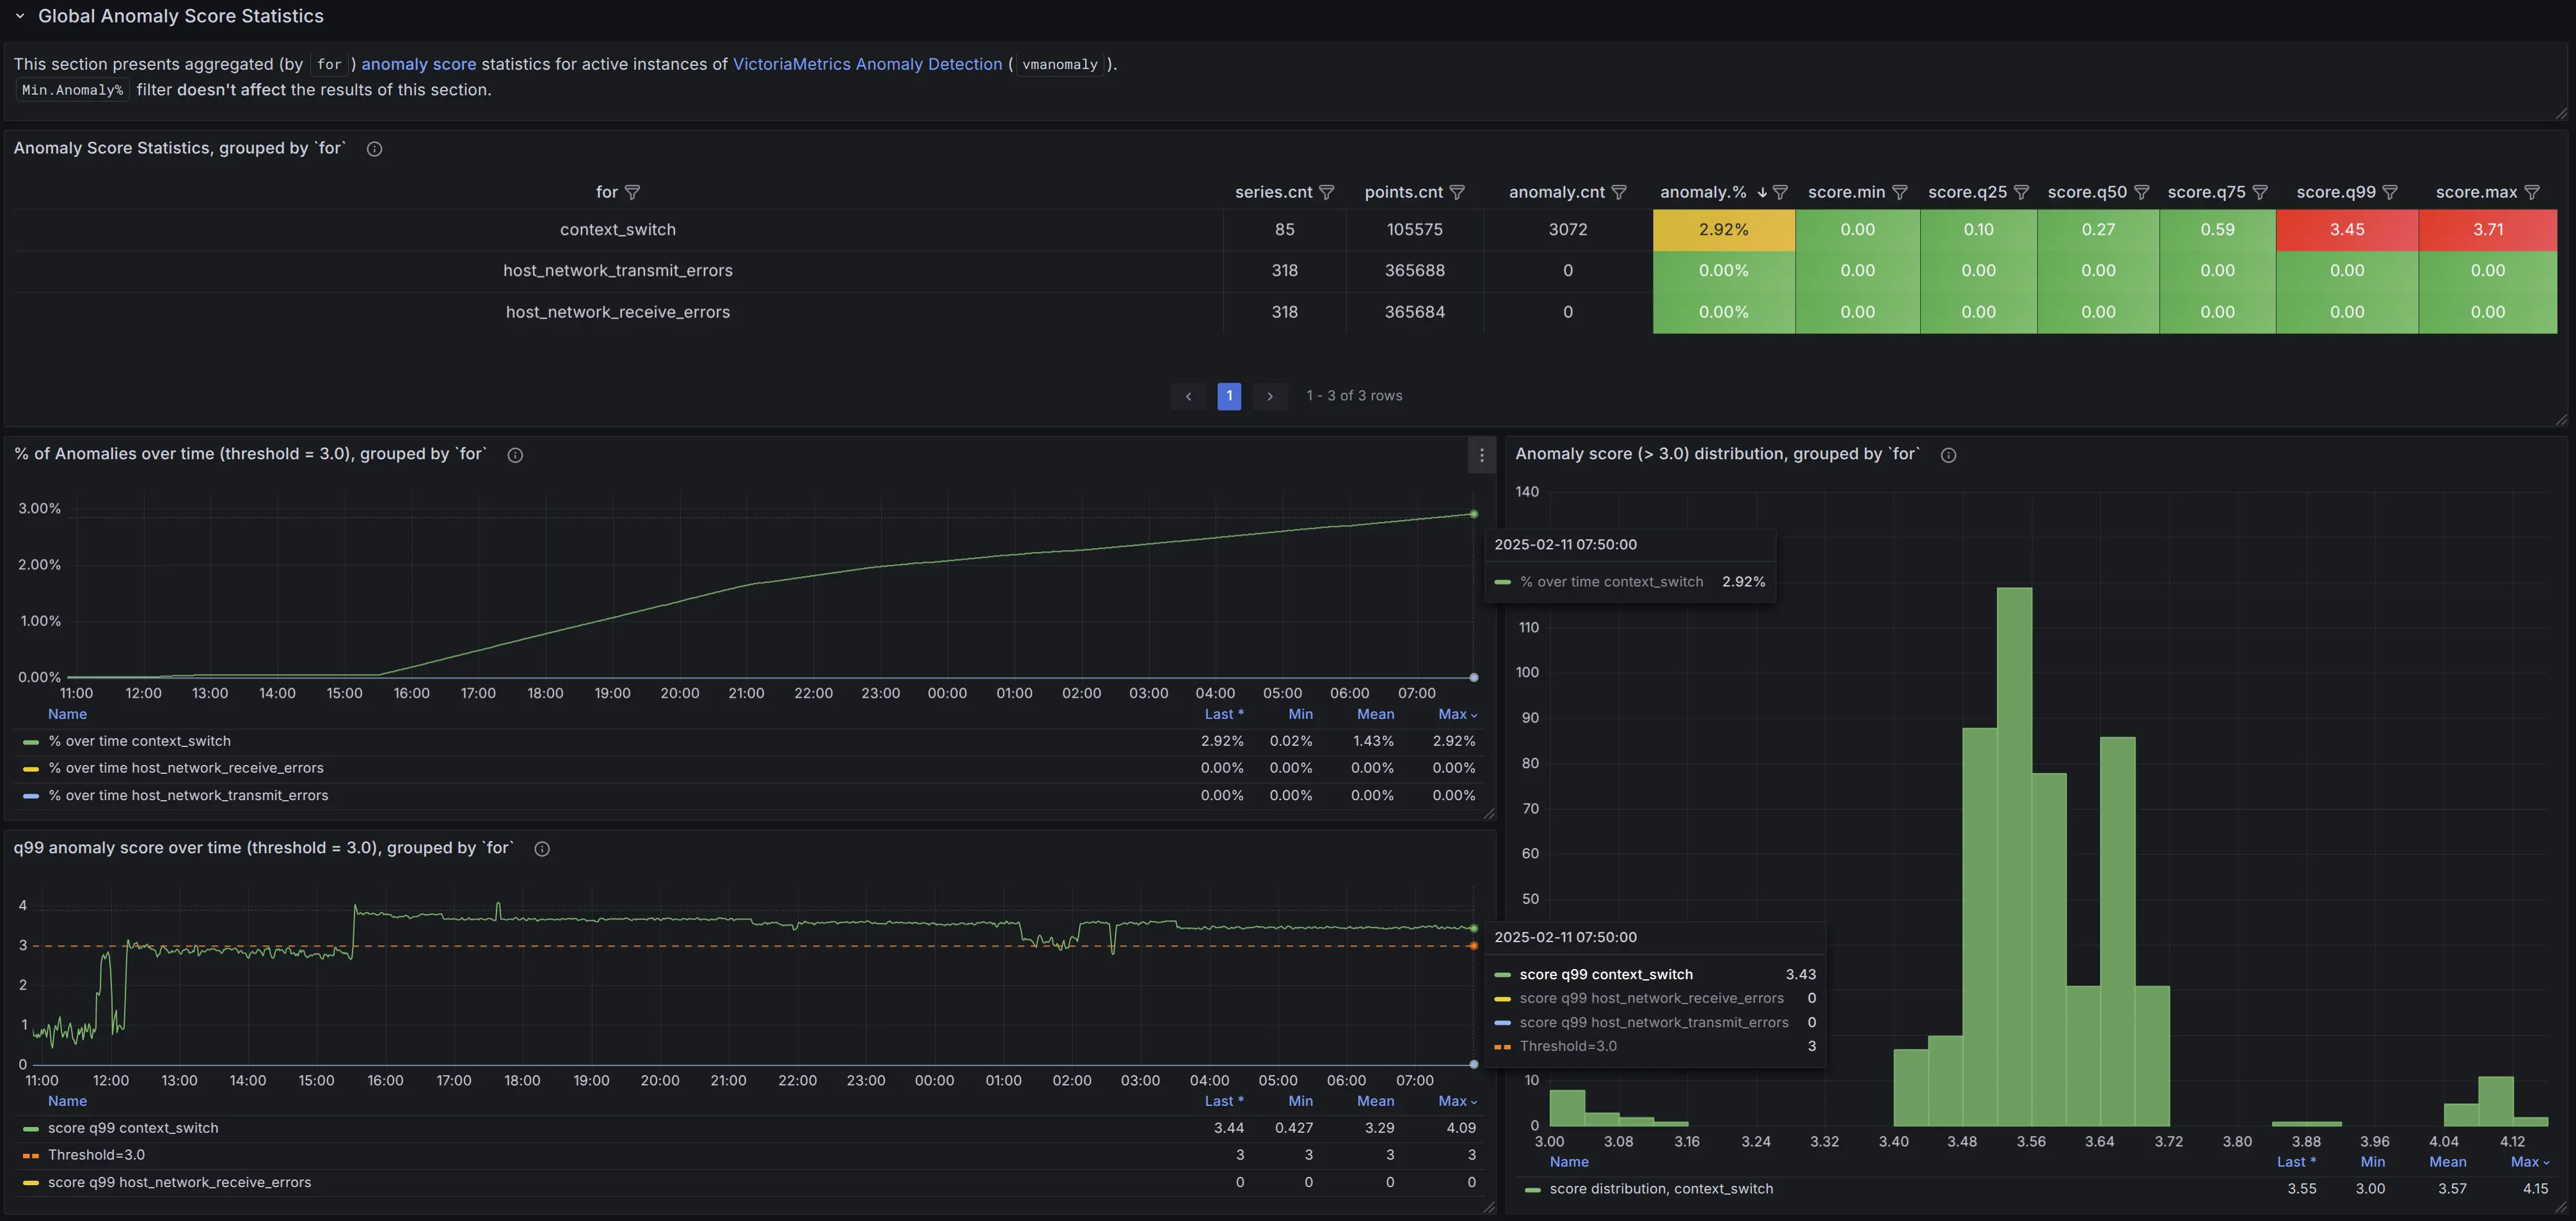 Global Anomaly Score Statistics
This section presents aggregated (by for) anomaly score statistics for active instances of VictoriaMetrics Anomaly Detection (vmanomaly).
Min.Anomaly% filter doesn't affect the results of this section.
Anomaly Score Statistics, grouped by `for`
for series.cnt points.cnt anomaly.cnt anomaly.% score.min score.q25 score.q50 score.q75 score.q99 score.max
context_switch 85 105575 3072 2.92% 0.00 0.10 0.27 0.59 3.45 3.71
host_network_transmit_errors 318 365688 0 0.00% 0.00 0.00 0.00 0.00 0.00 0.00
host_network_receive_errors 318 365684 0 0.00% 0.00 0.00 0.00 0.00 0.00 0.00
1 1 - 3 of 3 rows
% of Anomalies over time (threshold = 3.0), grouped by `for`
3.00%
2.00%
1.00%
0.00%
11:00 12:00 13:00 14:00 15:00 16:00 17:00 18:00 19:00 20:00 21:00 22:00 23:00 00:00 01:00 02:00 03:00 04:00 05:00 06:00 07:00
Name Last * Min Mean Max
% over time context_switch 2.92% 0.02% 1.43% 2.92%
% over time host_network_receive_errors 0.00% 0.00% 0.00% 0.00%
% over time host_network_transmit_errors 0.00% 0.00% 0.00% 0.00%
2025-02-11 07:50:00
% over time context_switch 2.92%
q99 anomaly score over time (threshold = 3.0), grouped by `for`
4
3
2
1
0
11:00 12:00 13:00 14:00 15:00 16:00 17:00 18:00 19:00 20:00 21:00 22:00 23:00 00:00 01:00 02:00 03:00 04:00 05:00 06:00 07:00
Name Last * Min Mean Max
score q99 context_switch 3.44 0.427 3.29 4.09
Threshold=3.0 3 3 3 3
score q99 host_network_receive_errors 0 0 0 0
2025-02-11 07:50:00
score q99 context_switch 3.43
score q99 host_network_receive_errors 0
score q99 host_network_transmit_errors 0
Threshold=3.0 3
Anomaly score (> 3.0) distribution, grouped by `for`
140
110
100
90
80
70
60
50
10
0
3.00 3.08 3.16 3.24 3.32 3.40 3.48 3.56 3.64 3.72 3.80 3.88 3.96 4.04 4.12
Name Last * Min Mean Max
score distribution, context_switch 3.55 3.00 3.57 4.15